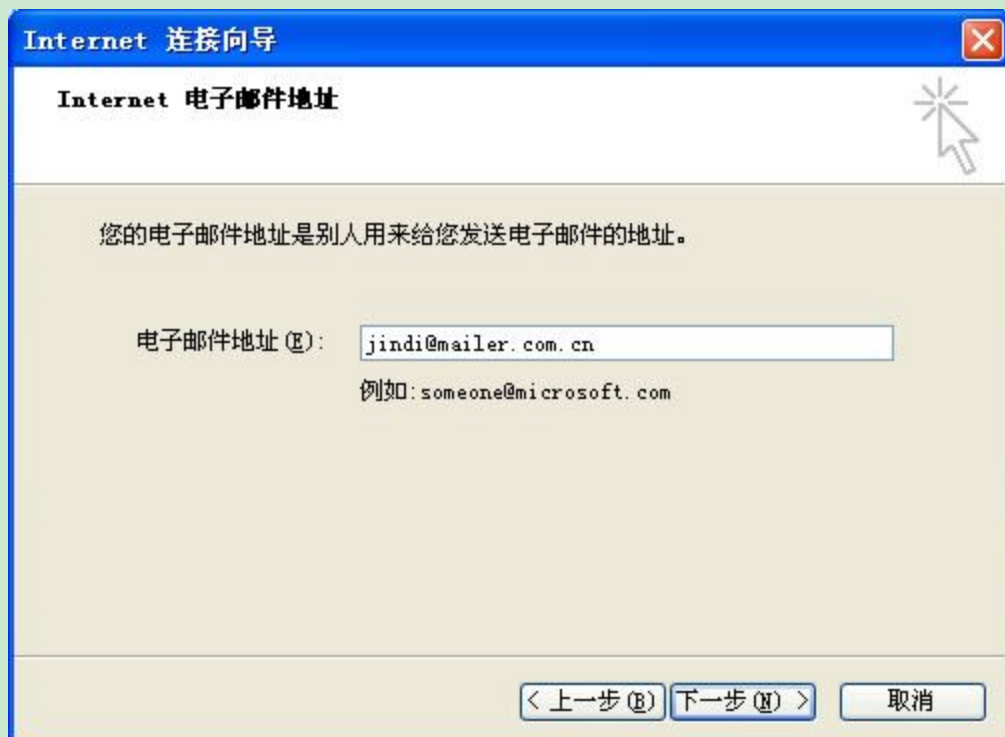 Internet 连接向导
Internet 电子邮件地址
您的电子邮件地址是别人用来给您发送电子邮件的地址。
电子邮件地址(E): jindi@mailer.com.cn
例如:someone@microsoft.com
< 上一步(B) 下一步(N) > 取消